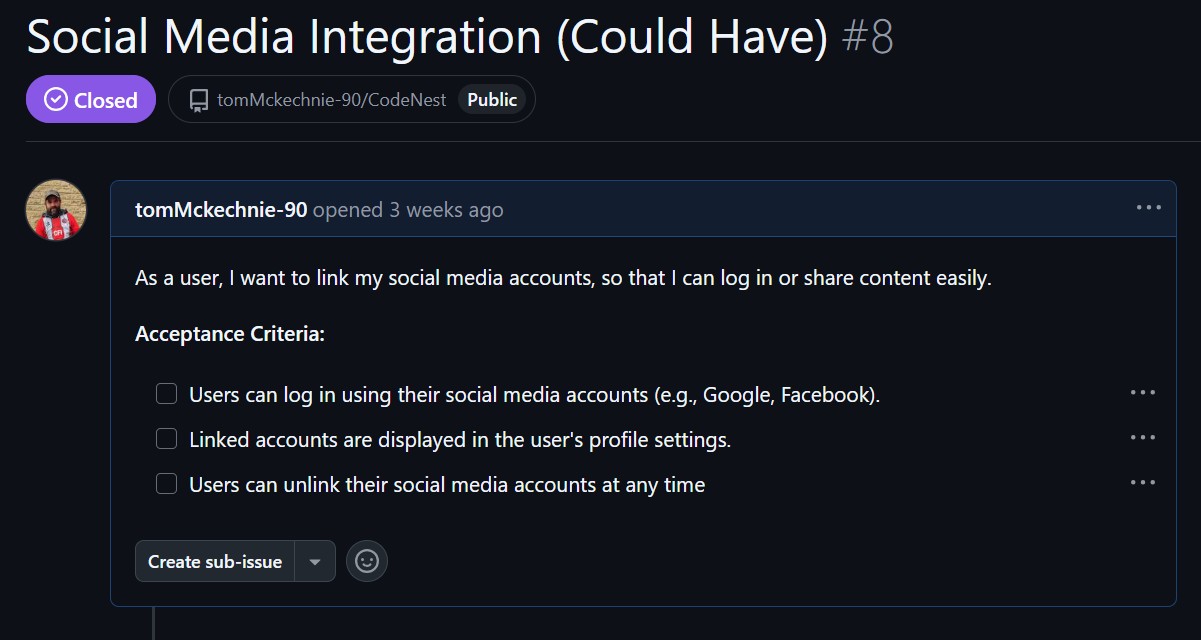 Social Media Integration (Could Have) #8
Closed
tomMckechnie-90/CodeNest Public
tomMckechnie-90 opened 3 weeks ago
As a user, I want to link my social media accounts, so that I can log in or share content easily.
Acceptance Criteria:
Users can log in using their social media accounts (e.g., Google, Facebook).
Linked accounts are displayed in the user's profile settings.
Users can unlink their social media accounts at any time
Create sub-issue